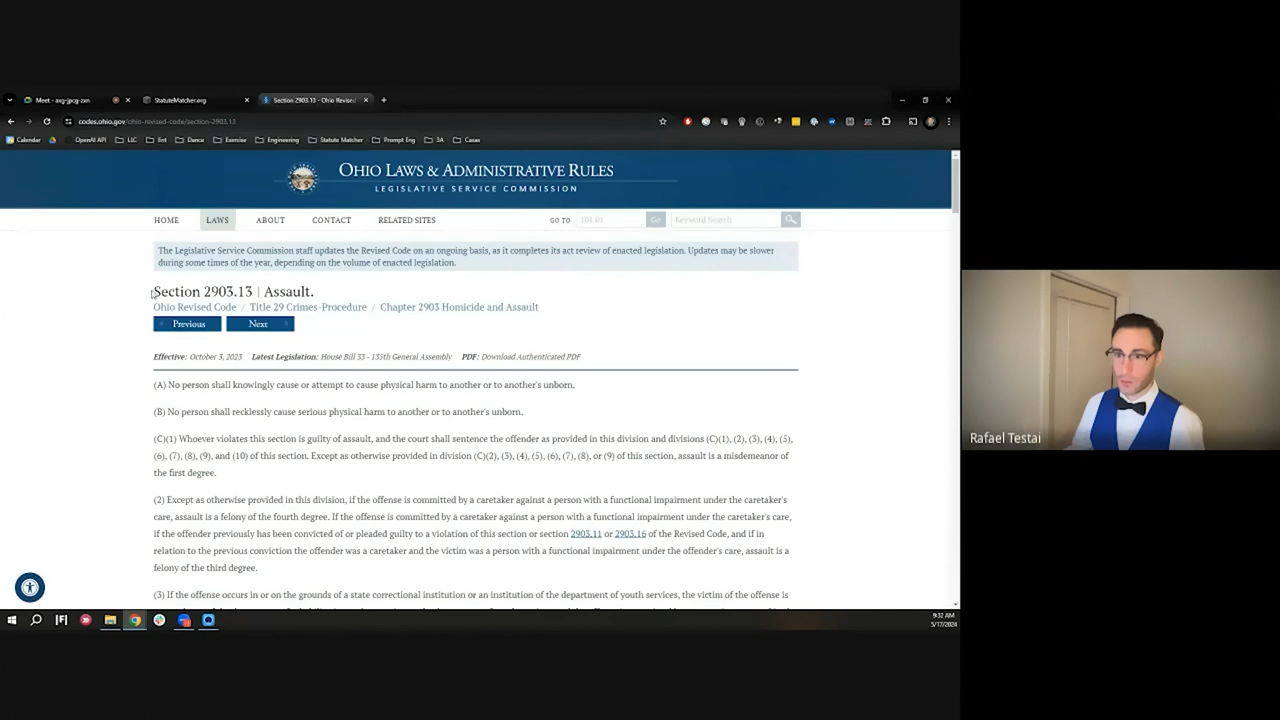 Meet - axg-jpcg-zxn
StatuteMatcher.org
Section 2903.13 - Ohio Revised
codes.ohio.gov/ohio-revised-code/section-2903.13
Calendar
OpenAI API
LLC
Ent
Dance
Exercise
Engineering
Statute Matcher
Prompt Eng
3A
Casas
OHIO LAWS & ADMINISTRATIVE RULES
LEGISLATIVE SERVICE COMMISSION
HOME LAWS ABOUT CONTACT RELATED SITES GO TO 101.01 Go Keyword Search
The Legislative Service Commission staff updates the Revised Code on an ongoing basis, as it completes its act review of enacted legislation. Updates may be slower
during some times of the year, depending on the volume of enacted legislation.
Section 2903.13 | Assault.
Ohio Revised Code / Title 29 Crimes-Procedure / Chapter 2903 Homicide and Assault
Previous Next
Effective: October 3, 2023 Latest Legislation: House Bill 33 - 135th General Assembly PDF: Download Authenticated PDF
(A) No person shall knowingly cause or attempt to cause physical harm to another or to another's unborn.
(B) No person shall recklessly cause serious physical harm to another or to another's unborn.
(C)(1) Whoever violates this section is guilty of assault, and the court shall sentence the offender as provided in this division and divisions (C)(1), (2), (3), (4), (5),
(6), (7), (8), (9), and (10) of this section. Except as otherwise provided in division (C)(2), (3), (4), (5), (6), (7), (8), or (9) of this section, assault is a misdemeanor of
the first degree.
(2) Except as otherwise provided in this division, if the offense is committed by a caretaker against a person with a functional impairment under the caretaker's
care, assault is a felony of the fourth degree. If the offense is committed by a caretaker against a person with a functional impairment under the caretaker's care,
if the offender previously has been convicted of or pleaded guilty to a violation of this section or section 2903.11 or 2903.16 of the Revised Code, and if in
relation to the previous conviction the offender was a caretaker and the victim was a person with a functional impairment under the offender's care, assault is a
felony of the third degree.
(3) If the offense occurs in or on the grounds of a state correctional institution or an institution of the department of youth services, the victim of the offense is
9:32 AM
5/17/2024
Rafael Testai